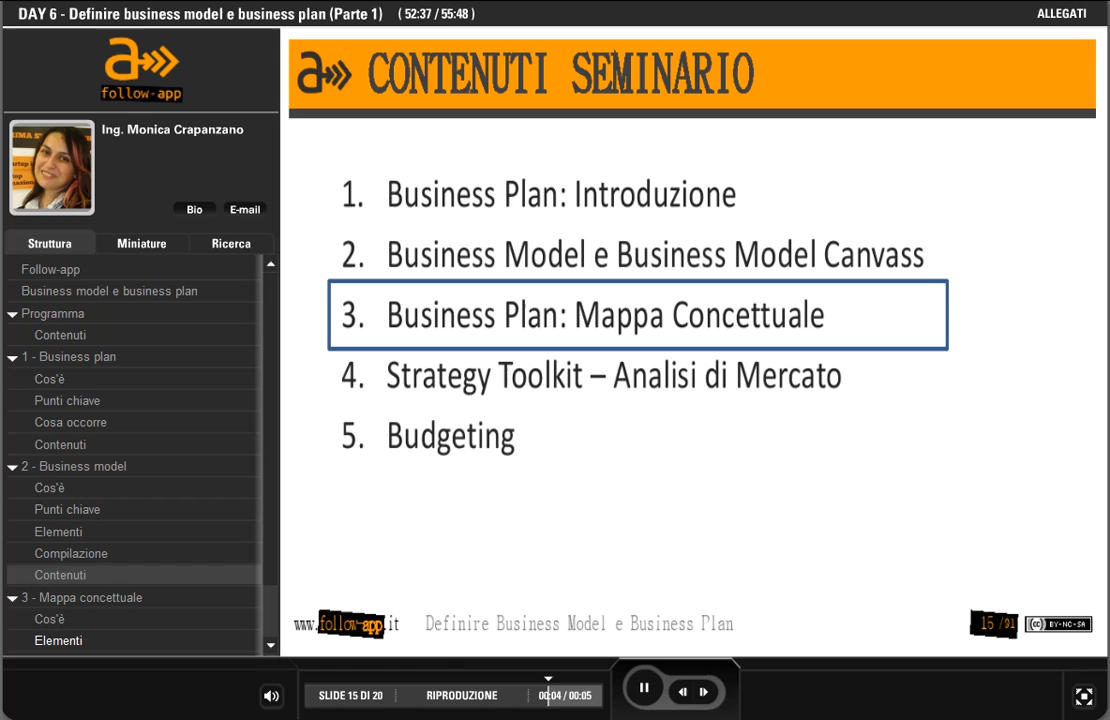 DAY 6 - Definire business model e business plan (Parte 1) ( 52:37 / 55:48 )
ALLEGATI
a
follow-app
Ing. Monica Crapanzano
Bio
E-mail
Struttura
Miniature
Ricerca
Follow-app
Business model e business plan
Programma
Contenuti
1 - Business plan
Cos'è
Punti chiave
Cosa occorre
Contenuti
2 - Business model
Cos'è
Punti chiave
Elementi
Compilazione
Contenuti
3 - Mappa concettuale
Cos'è
Elementi
a CONTENUTI SEMINARIO
1. Business Plan: Introduzione
2. Business Model e Business Model Canvass
3. Business Plan: Mappa Concettuale
4. Strategy Toolkit – Analisi di Mercato
5. Budgeting
www.follow-app.it
Definire Business Model e Business Plan
15 /91
cc BY-NC-SA
SLIDE 15 DI 20
RIPRODUZIONE
00:04 / 00:05